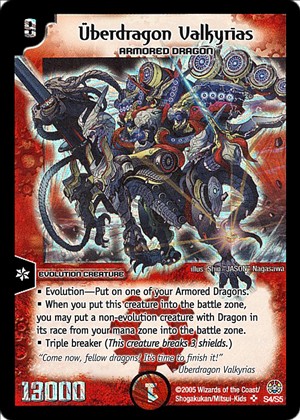 Überdragon Valkyrias
ARMORED DRAGON
illus. Shin-"JASON" Nagasawa
EVOLUTION CREATURE
• Evolution—Put on one of your Armored Dragons.
• When you put this creature into the battle zone,
you may put a non-evolution creature with Dragon in
its race from your mana zone into the battle zone.
• Triple breaker (This creature breaks 3 shields.)
"Come now, fellow dragons! It's time to finish it!"
Überdragon Valkyrias
13000
1
©2005 Wizards of the Coast/
Shogakukan/Mitsui-Kids S4/S5